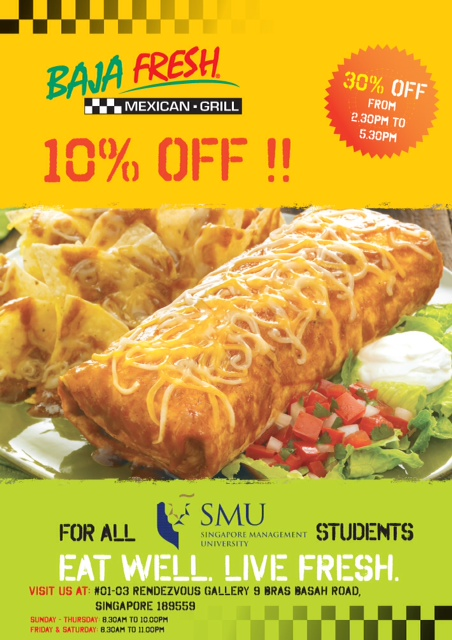 BAJA FRESH®
MEXICAN • GRILL
30% OFF
FROM
2.30PM TO
5.30PM
10% OFF !!
FOR ALL
SMU
SINGAPORE MANAGEMENT
UNIVERSITY
STUDENTS
EAT WELL. LIVE FRESH.
VISIT US AT: #01-03 RENDEZVOUS GALLERY 9 BRAS BASAH ROAD,
SINGAPORE 189559
SUNDAY - THURSDAY: 8.30AM TO 10.00PM
FRIDAY & SATURDAY: 8.30AM TO 11.00PM